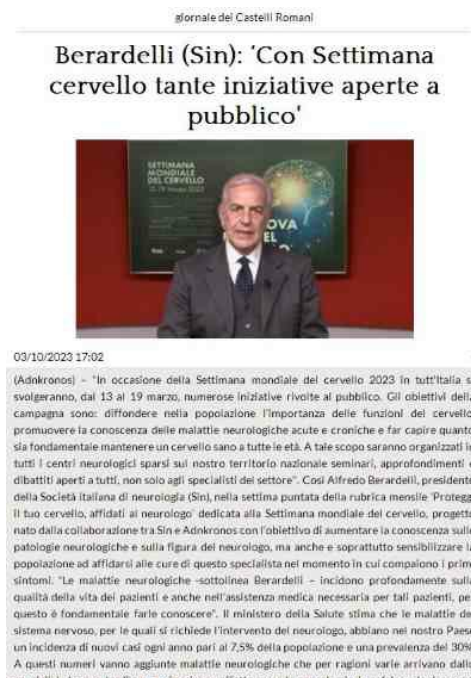 giornale dei Castelli Romani
Berardelli (Sin): 'Con Settimana
cervello tante iniziative aperte a
pubblico'
SETTIMANA
MONDIALE
DEL CERVELLO
2023
03/10/2023 17:02
(Adnkronos) – "In occasione della Settimana mondiale del cervello 2023 in tutt'Italia s
svolgeranno, dal 13 al 19 marzo, numerose iniziative rivolte al pubblico. Gli obiettivi dell
campagna sono: diffondere nella popolazione l'importanza delle funzioni del cervello
promuovere la conoscenza delle malattie neurologiche acute e croniche e far capire quanto
sia fondamentale mantenere un cervello sano a tutte le età. A tale scopo saranno organizzati i
tutti i centri neurologici sparsi sul nostro territorio nazionale seminari, approfondimenti e
dibattiti aperti a tutti, non solo agli specialisti del settore". Così Alfredo Berardelli, presidente
della Società italiana di neurologia (Sin), nella settima puntata della rubrica mensile 'Protegg
il tuo cervello, affidati al neurologo' dedicata alla Settimana mondiale del cervello, progetto
nato dalla collaborazione tra Sin e Adnkronos con l'obiettivo di aumentare la conoscenza sulle
patologie neurologiche e sulla figura del neurologo, ma anche e soprattutto sensibilizzare la
popolazione ad affidarsi alle cure di questo specialista nel momento in cui compaiono i prim
sintomi. "Le malattie neurologiche -sottolinea Berardelli – incidono profondamente sulla
qualità della vita dei pazienti e anche nell'assistenza medica necessaria per tali pazienti, pe
questo è fondamentale farle conoscere". Il ministero della Salute stima che le malattie de
sistema nervoso, per le quali si richiede l'intervento del neurologo, abbiano nel nostro Paes
un incidenza di nuovi casi ogni anno pari al 7,5% della popolazione e una prevalenza del 30%
A questi numeri vanno aggiunte malattie neurologiche che per ragioni varie arrivano dall